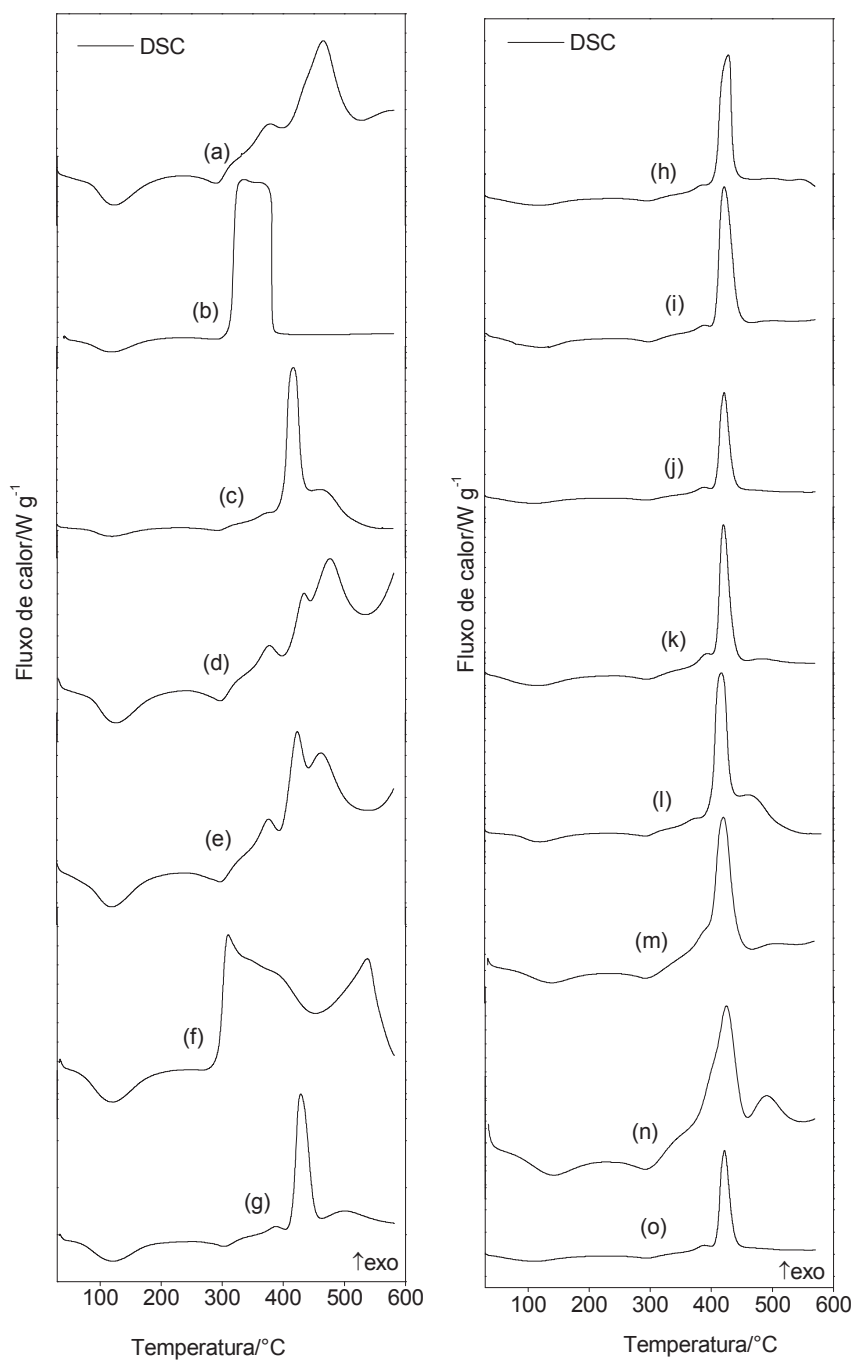 DSC
(a)
(b)
(c)
(d)
(e)
(f)
(g)
↑exo
Fluxo de calor/W g⁻¹
100 200 300 400 500 600
Temperatura/°C
DSC
(h)
(i)
(j)
(k)
(l)
(m)
(n)
(o)
↑exo
Fluxo de calor/W g⁻¹
100 200 300 400 500 600
Temperatura/°C